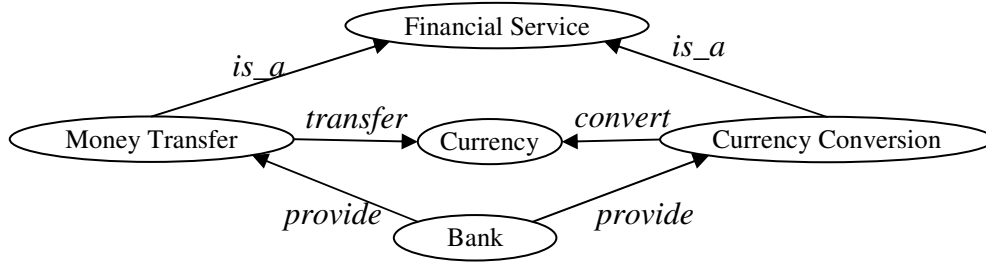 Financial Service
is_a
is_a
transfer
convert
Money Transfer
Currency
Currency Conversion
provide
provide
Bank